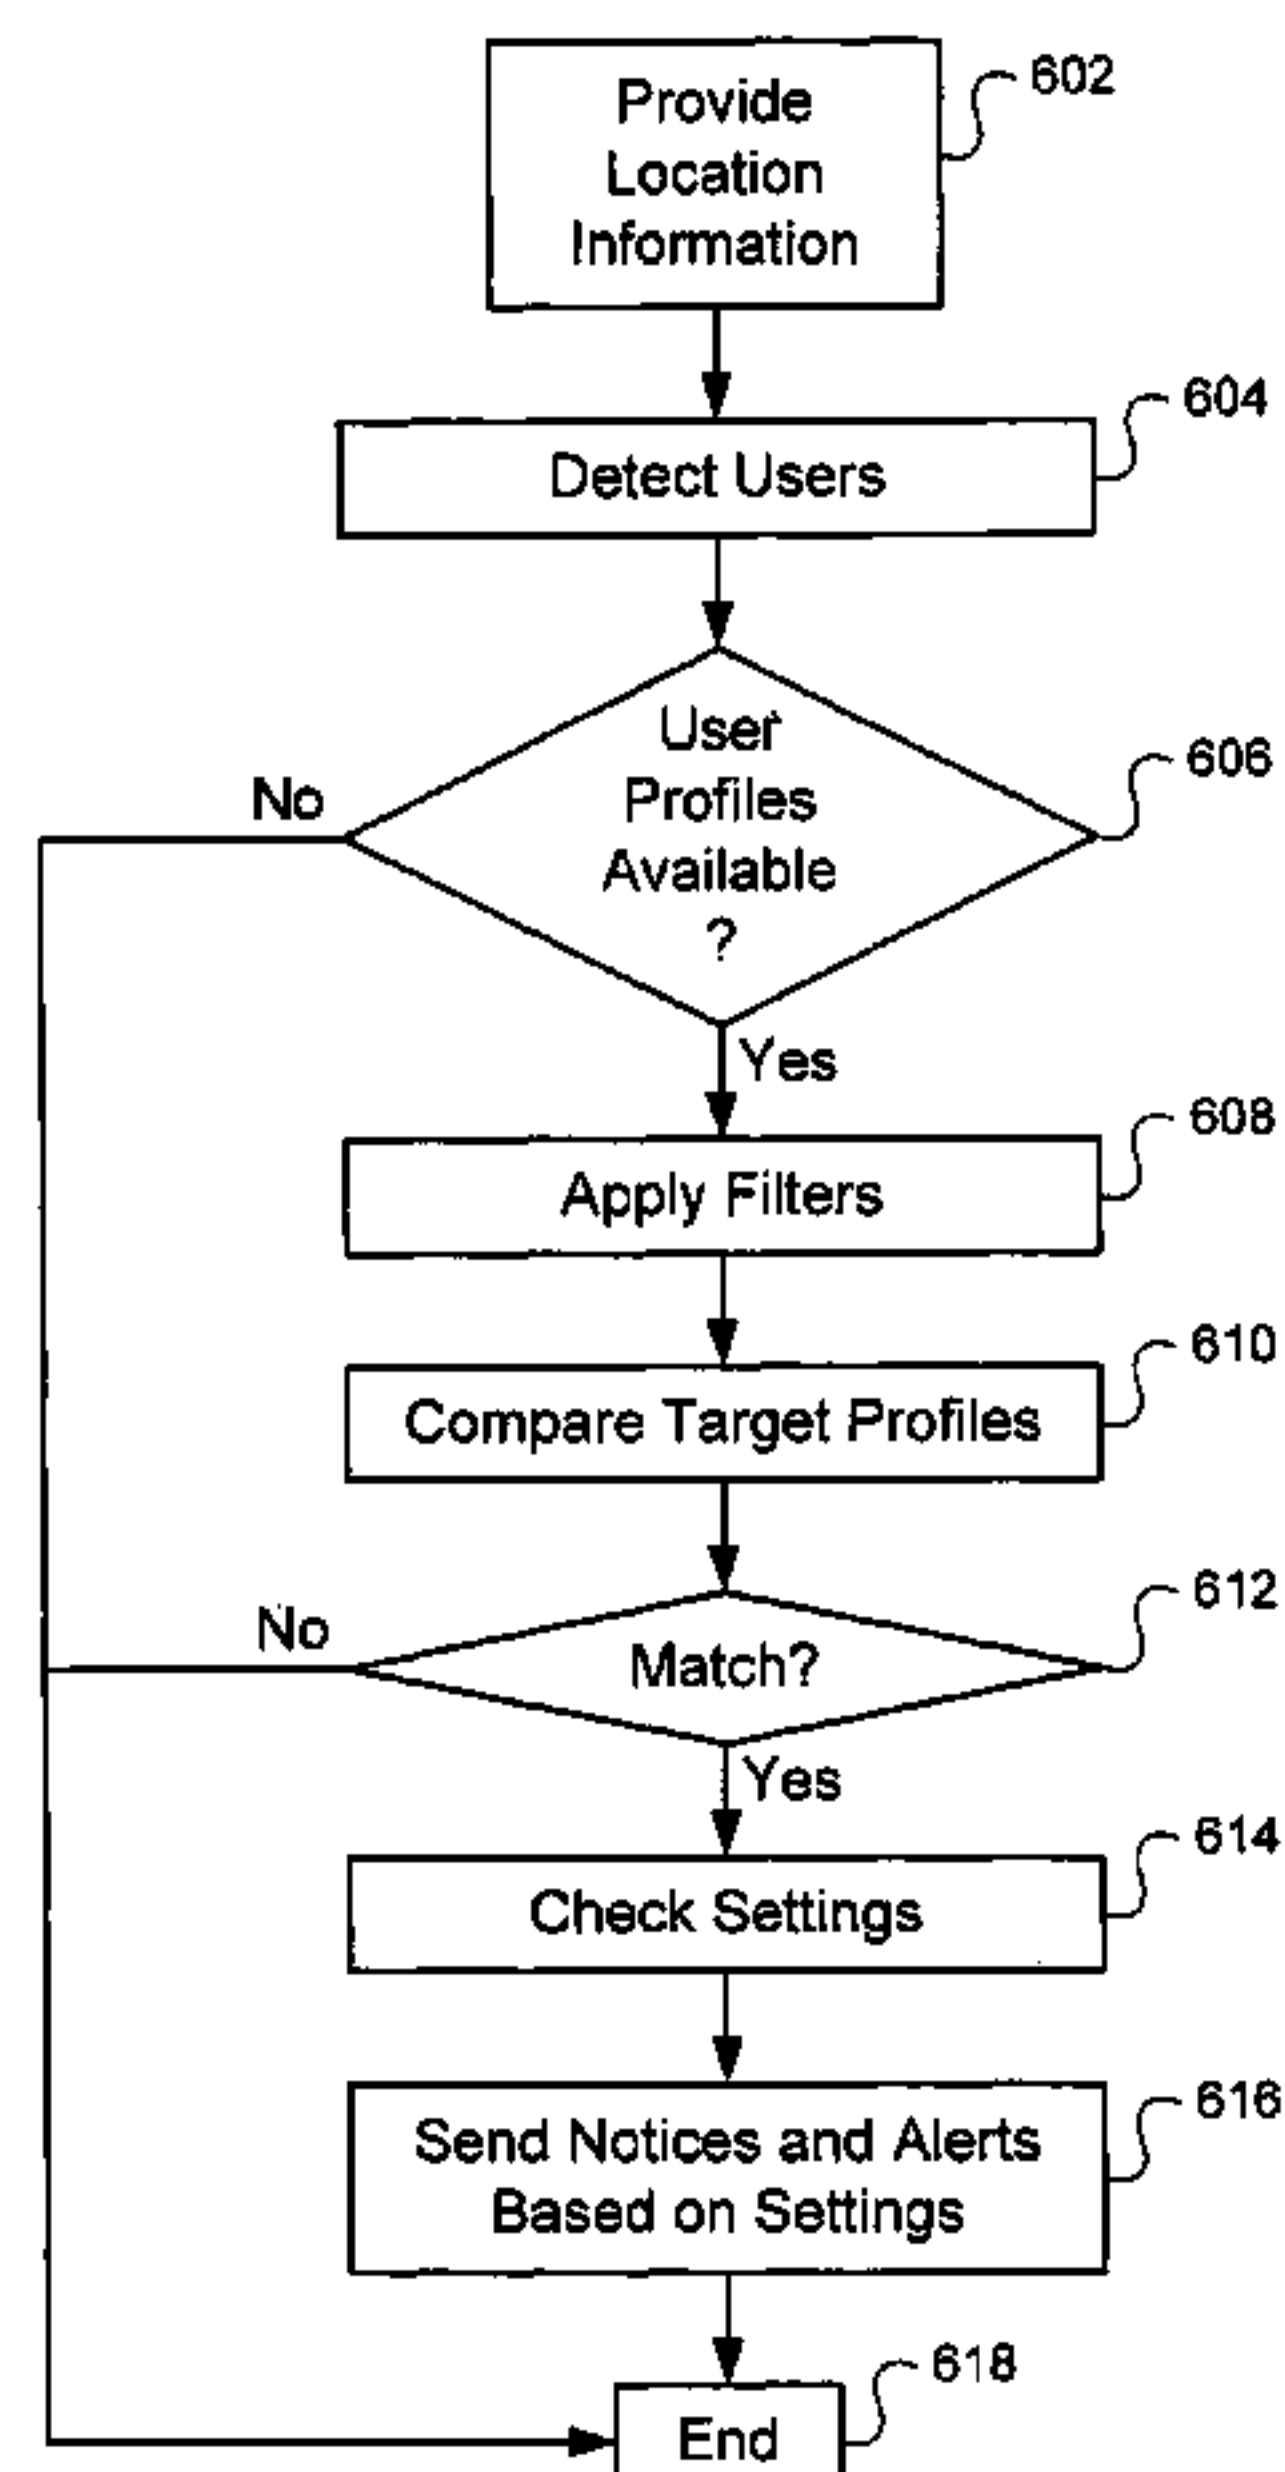 Provide
Location
Information
602
Detect Users
604
User
Profiles
Available
?
606
No
Yes
Apply Filters
608
Compare Target Profiles
610
Match?
612
No
Yes
Check Settings
614
Send Notices and Alerts
Based on Settings
616
End
618